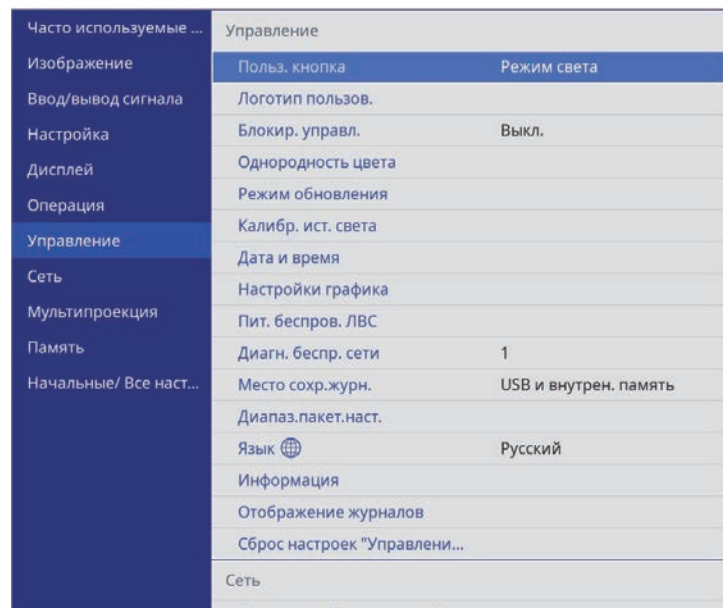 Часто используемые ...
Изображение
Ввод/вывод сигнала
Настройка
Дисплей
Операция
Управление
Сеть
Мультипроекция
Память
Начальные/ Все наст...
Управление
Польз. кнопка Режим света
Логотип пользов.
Блокир. управл. Выкл.
Однородность цвета
Режим обновления
Калибр. ист. света
Дата и время
Настройки графика
Пит. беспров. ЛВС
Диагн. беспр. сети 1
Место сохр.журн. USB и внутрен. память
Диапаз.пакет.наст.
Язык Русский
Информация
Отображение журналов
Сброс настроек "Управлени...
Сеть